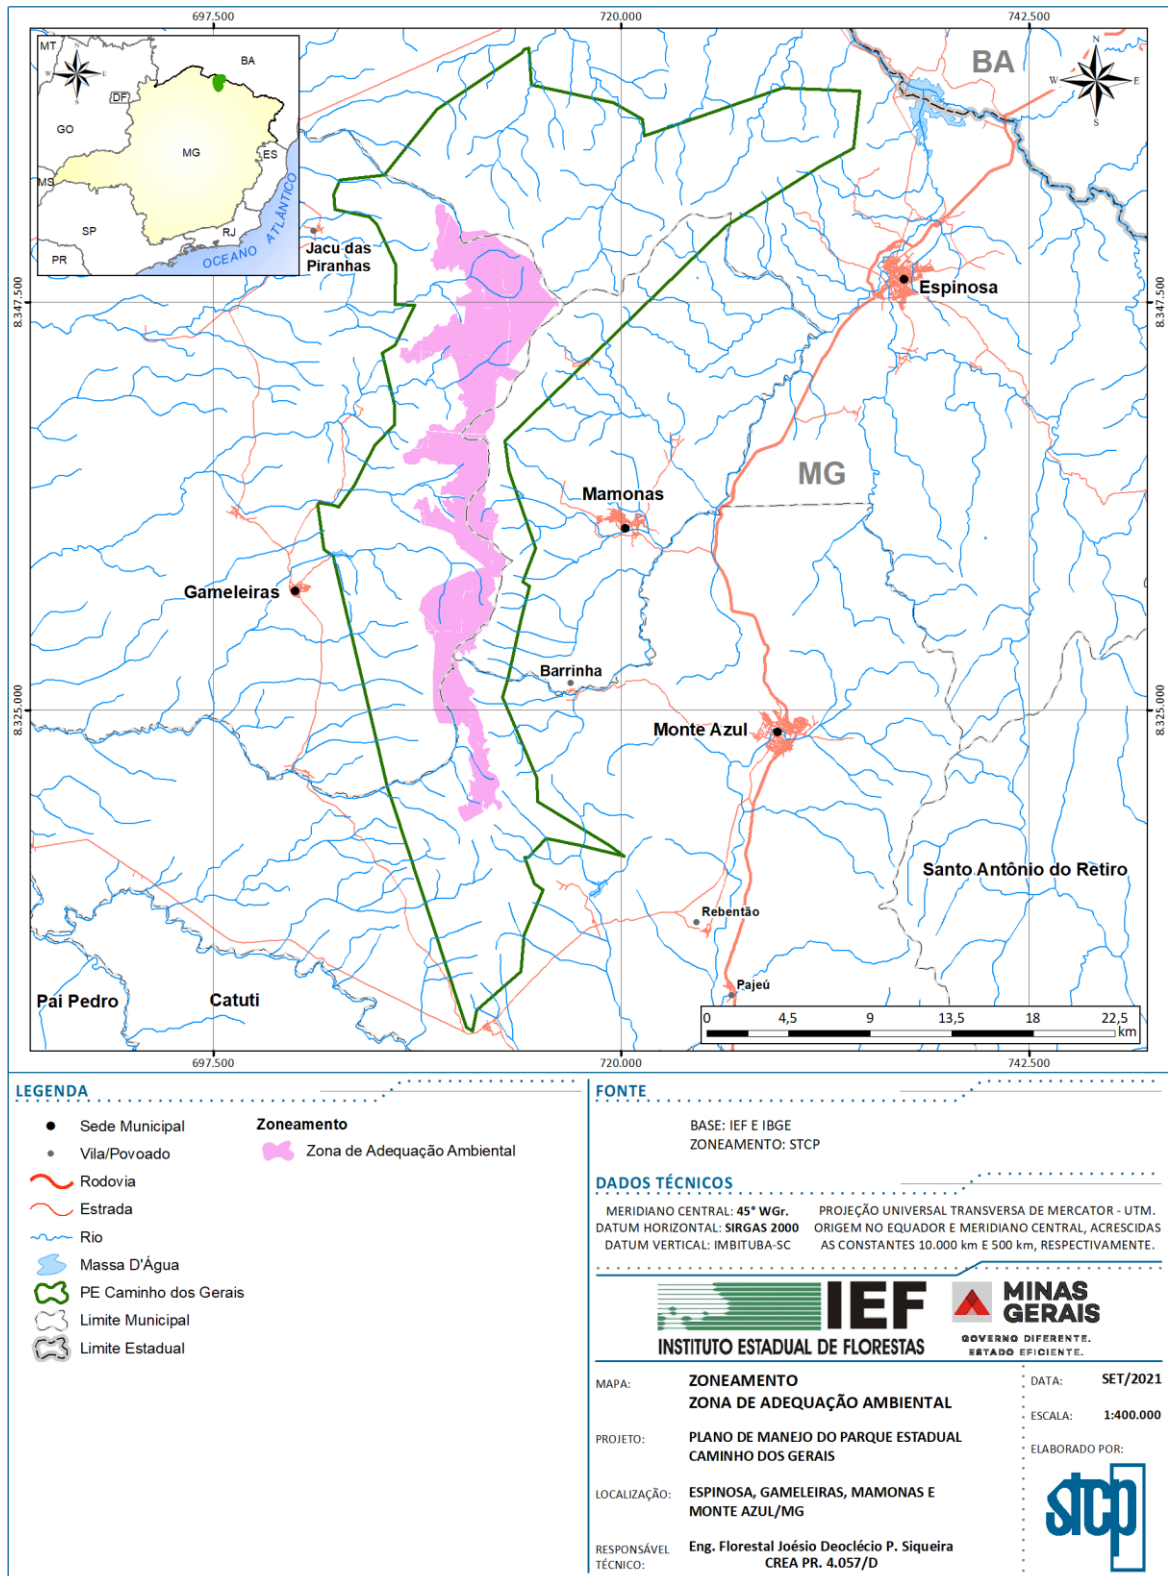 697.500
720.000
742.500
MT
BA
DF
GO
MG
ES
MS
SP
RJ
PR
OCEANO ATLÂNTICO
N
W
E
S
BA
N
W
E
S
Jacu das
Piranhas
Espinosa
8.347.500
8.347.500
MG
Mamonas
Gameleiras
Barrinha
Monte Azul
8.325.000
8.325.000
Santo Antônio do Retiro
Rebentão
Pajeú
Pai Pedro
Catuti
0 4,5 9 13,5 18 22,5
km
697.500
720.000
742.500
LEGENDA
Sede Municipal
Vila/Povoado
Rodovia
Estrada
Rio
Massa D'Água
PE Caminho dos Gerais
Limite Municipal
Limite Estadual
Zoneamento
Zona de Adequação Ambiental
FONTE
BASE: IEF E IBGE
ZONEAMENTO: STCP
DADOS TÉCNICOS
MERIDIANO CENTRAL: 45° WGr.
DATUM HORIZONTAL: SIRGAS 2000
DATUM VERTICAL: IMBITUBA-SC
PROJEÇÃO UNIVERSAL TRANSVERSA DE MERCATOR - UTM.
ORIGEM NO EQUADOR E MERIDIANO CENTRAL, ACRESCIDAS
AS CONSTANTES 10.000 km E 500 km, RESPECTIVAMENTE.
IEF
INSTITUTO ESTADUAL DE FLORESTAS
MINAS
GERAIS
GOVERNO DIFERENTE.
ESTADO EFICIENTE.
MAPA: ZONEAMENTO
ZONA DE ADEQUAÇÃO AMBIENTAL
PROJETO: PLANO DE MANEJO DO PARQUE ESTADUAL
CAMINHO DOS GERAIS
LOCALIZAÇÃO: ESPINOSA, GAMELEIRAS, MAMONAS E
MONTE AZUL/MG
RESPONSÁVEL
TÉCNICO:
Eng. Florestal Joésio Deoclécio P. Siqueira
CREA PR. 4.057/D
DATA: SET/2021
ESCALA: 1:400.000
ELABORADO POR:
stcp